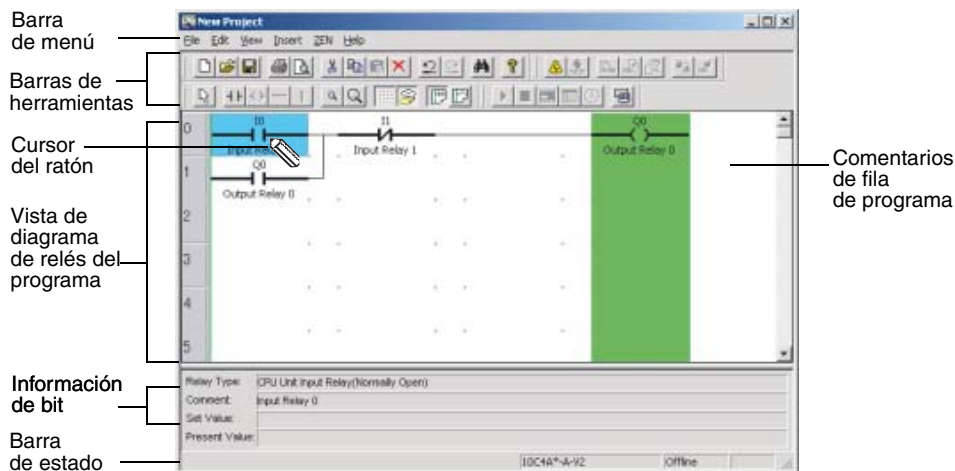 Barra
de menú
Barras de
herramientas
Cursor
del ratón
Vista de
diagrama
de relés del
programa
Información
de bit
Barra
de estado
New Project
File Edit View Insert ZEN Help
0
I0
I1
Q0
Input Relay 1
Output Relay 0
1
Q0
Output Relay 0
2
3
4
5
Relay Type: CPU Unit Input Relay(Normally Open)
Comment: Input Relay 0
Set Value:
Present Value:
10C4A*-A-V2 Offline
Comentarios
de fila
de programa